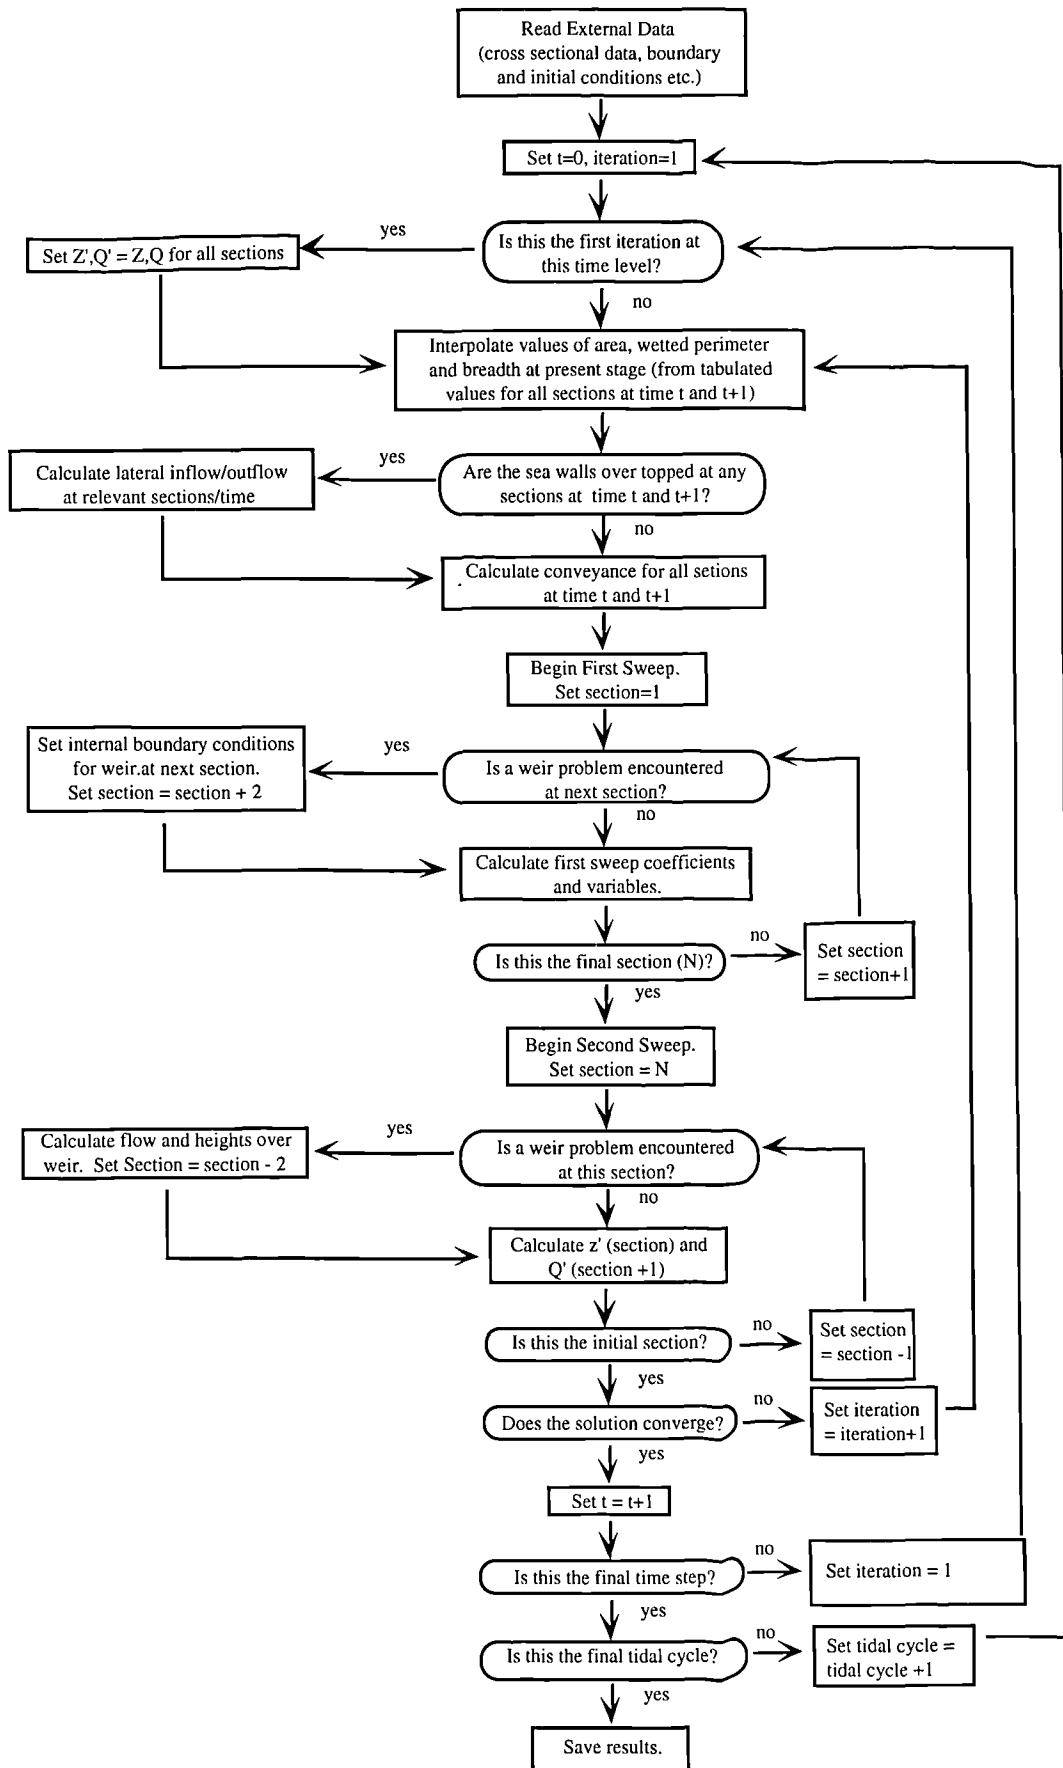 Read External Data
(cross sectional data, boundary
and initial conditions etc.)
Set t=0, iteration=1
yes
Is this the first iteration at
this time level?
Set Z',Q' = Z,Q for all sections
no
Interpolate values of area, wetted perimeter
and breadth at present stage (from tabulated
values for all sections at time t and t+1)
yes
Calculate lateral inflow/outflow
at relevant sections/time
Are the sea walls over topped at any
sections at time t and t+1?
no
Calculate conveyance for all setions
at time t and t+1
Begin First Sweep.
Set section=1
Set internal boundary conditions
for weir.at next section.
Set section = section + 2
yes
Is a weir problem encountered
at next section?
no
Calculate first sweep coefficients
and variables.
no
Is this the final section (N)?
Set section
= section+1
yes
Begin Second Sweep.
Set section = N
Calculate flow and heights over
weir. Set Section = section - 2
yes
Is a weir problem encountered
at this section?
no
Calculate z' (section) and
Q' (section +1)
Is this the initial section?
no
Set section
= section -1
yes
Does the solution converge?
no
Set iteration
= iteration+1
yes
Set t = t+1
no
Is this the final time step?
Set iteration = 1
yes
no
Is this the final tidal cycle?
Set tidal cycle =
tidal cycle +1
yes
Save results.